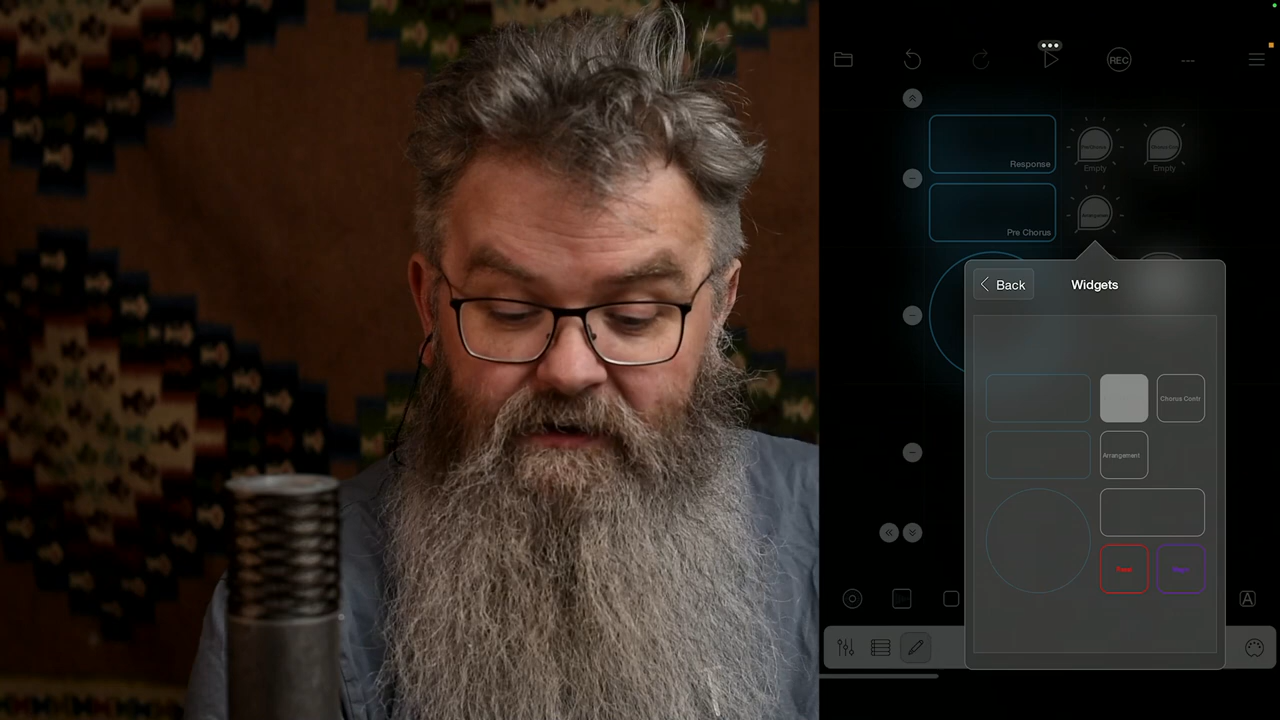 REC
Response
Empty
Empty
Pre Chorus
Back
Widgets
Chorus Contr
Arrangement
A